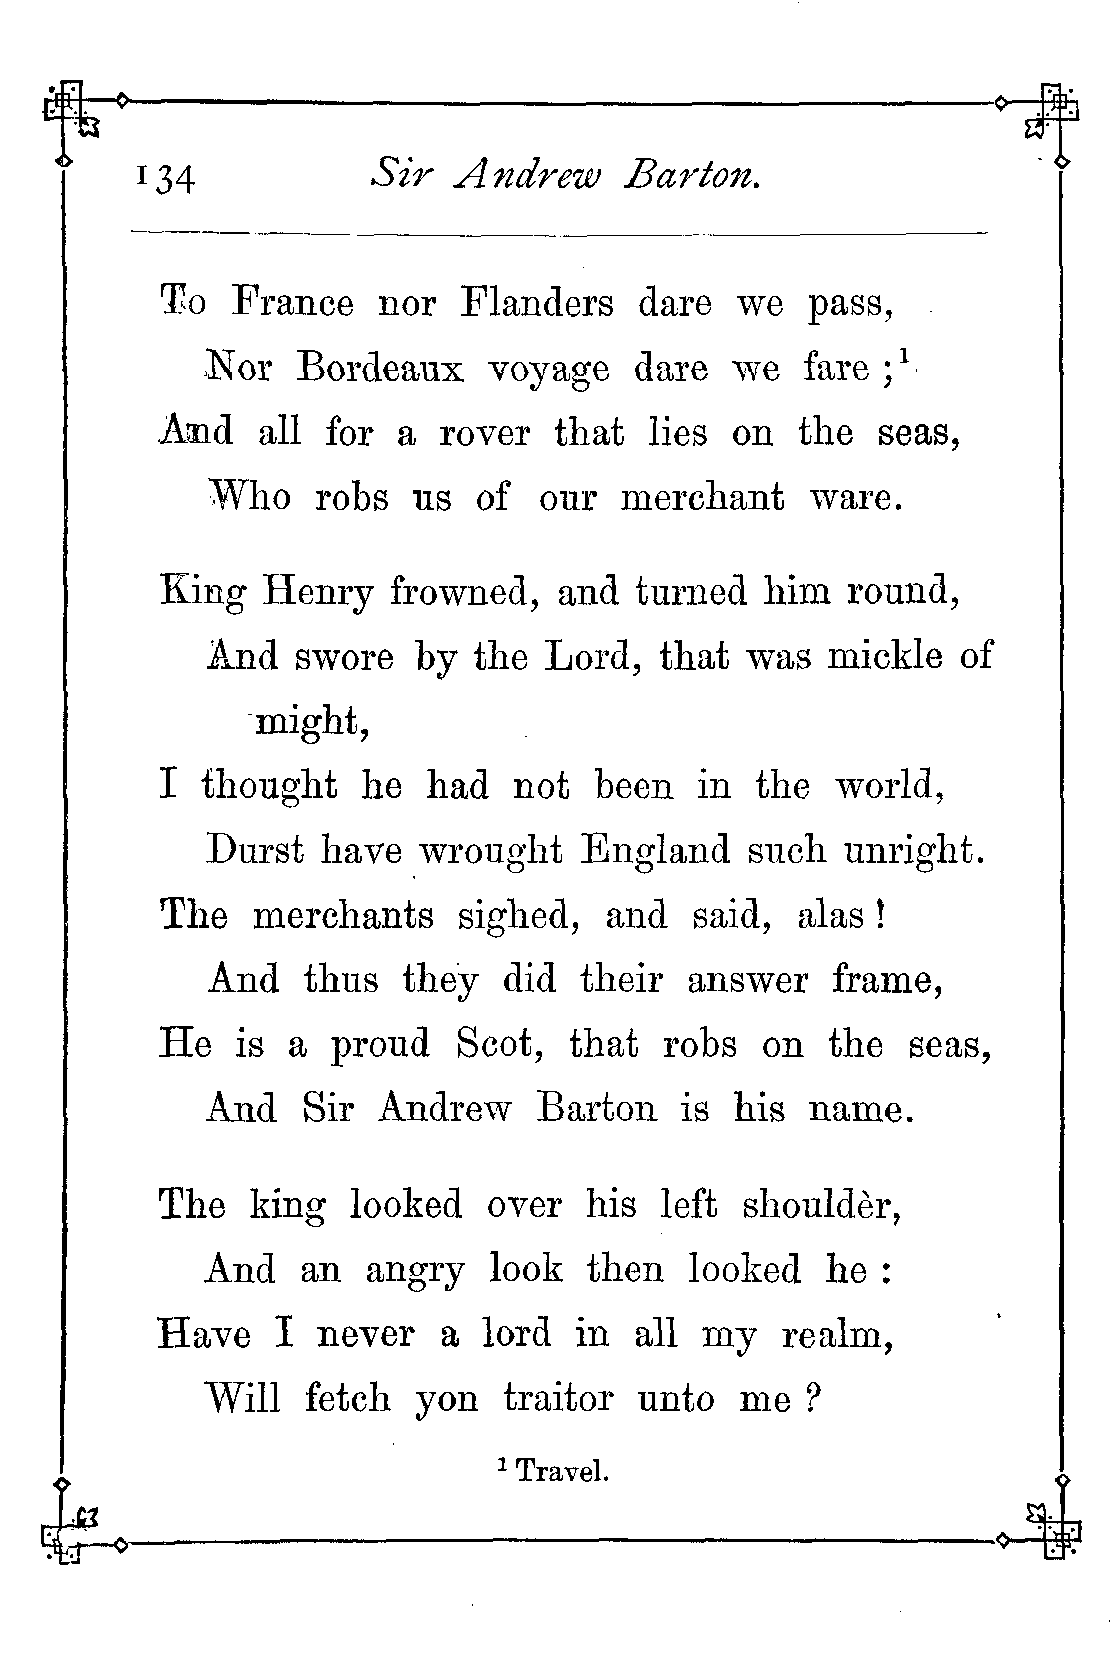 134 Sir Andrew Barton.
To France nor Flanders dare we pass,
Nor Bordeaux voyage dare we fare ;¹
And all for a rover that lies on the seas,
Who robs us of our merchant ware.
King Henry frowned, and turned him round,
And swore by the Lord, that was mickle of
might,
I thought he had not been in the world,
Durst have wrought England such unright.
The merchants sighed, and said, alas !
And thus they did their answer frame,
He is a proud Scot, that robs on the seas,
And Sir Andrew Barton is his name.
The king looked over his left shouldèr,
And an angry look then looked he :
Have I never a lord in all my realm,
Will fetch yon traitor unto me ?
¹ Travel.